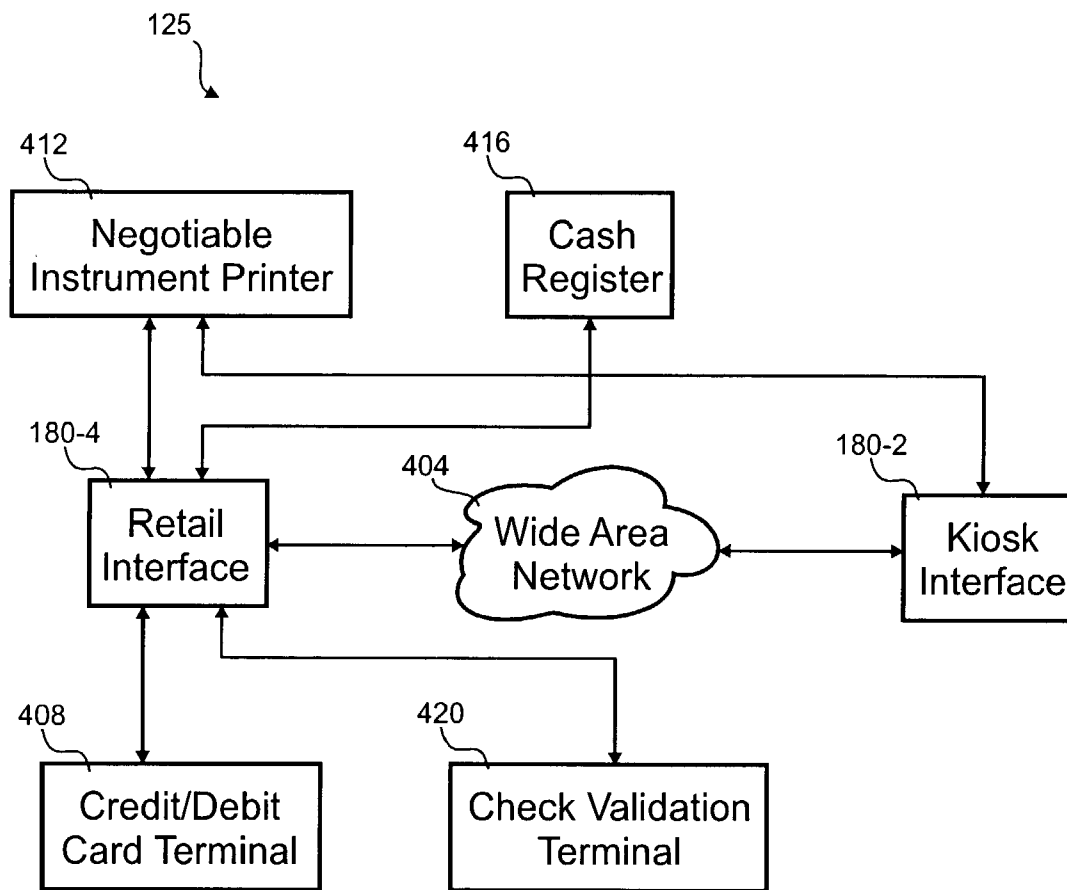 125
412
416
Negotiable
Instrument Printer
Cash
Register
180-4
404
180-2
Retail
Interface
Wide Area
Network
Kiosk
Interface
408
420
Credit/Debit
Card Terminal
Check Validation
Terminal